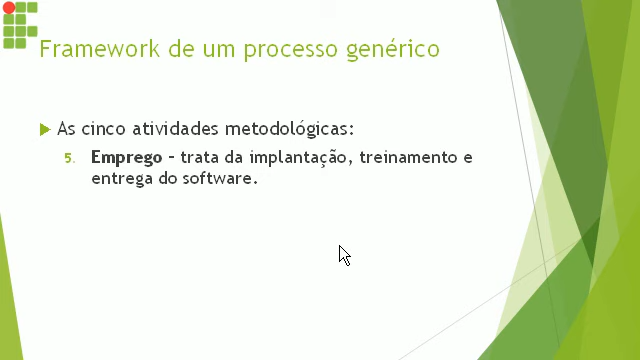 Framework de um processo genérico
As cinco atividades metodológicas:
5. Emprego – trata da implantação, treinamento e
entrega do software.